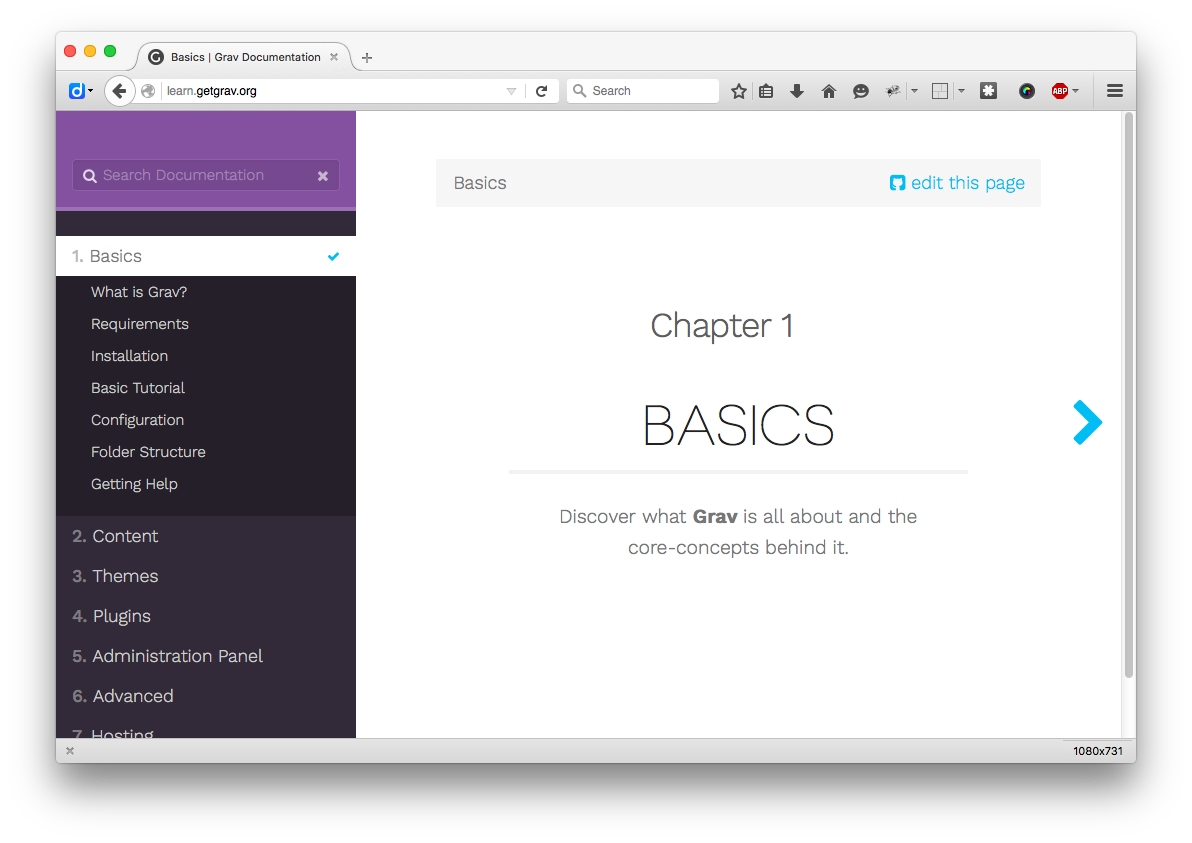 Basics | Grav Documentation
learn.getgrav.org
Search
ABP
Search Documentation
1. Basics
What is Grav?
Requirements
Installation
Basic Tutorial
Configuration
Folder Structure
Getting Help
2. Content
3. Themes
4. Plugins
5. Administration Panel
6. Advanced
7. Hosting
Basics
edit this page
Chapter 1
BASICS
Discover what Grav is all about and the
core-concepts behind it.
1080x731